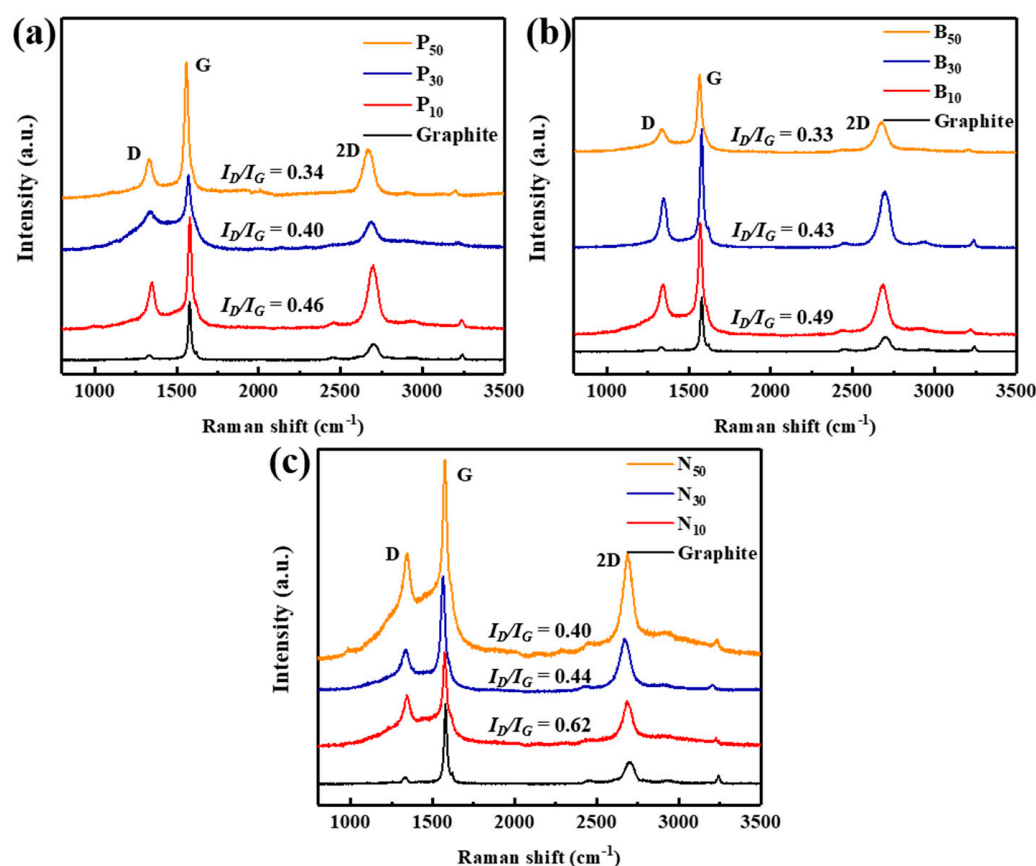 (a)
P50
P30
P10
Graphite
G
D
2D
ID/IG = 0.34
ID/IG = 0.40
ID/IG = 0.46
Intensity (a.u.)
1000 1500 2000 2500 3000 3500
Raman shift (cm-1)
(b)
B50
B30
B10
Graphite
G
D
2D
ID/IG = 0.33
ID/IG = 0.43
ID/IG = 0.49
Intensity (a.u.)
1000 1500 2000 2500 3000 3500
Raman shift (cm-1)
(c)
N50
N30
N10
Graphite
G
D
2D
ID/IG = 0.40
ID/IG = 0.44
ID/IG = 0.62
Intensity (a.u.)
1000 1500 2000 2500 3000 3500
Raman shift (cm-1)